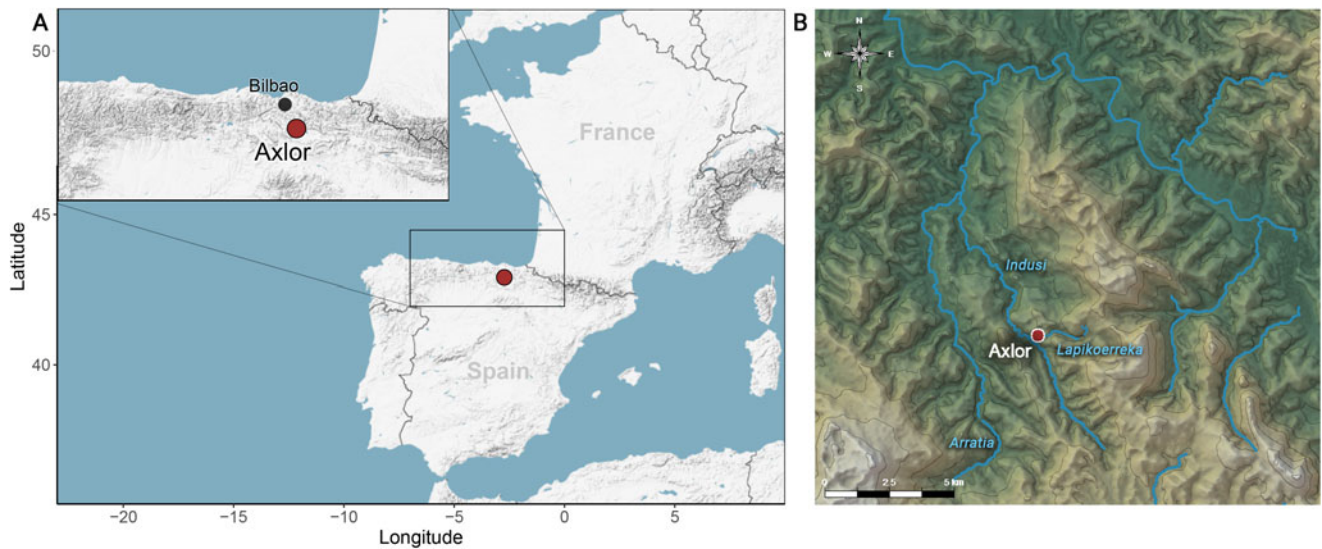 A
50
45
40
Latitude
−20
−15
−10
−5
0
5
Longitude
Bilbao
Axlor
France
Spain
B
N
W
E
S
Indusi
Axlor
Lapikoerreka
Arratia
0
2.5
5 km